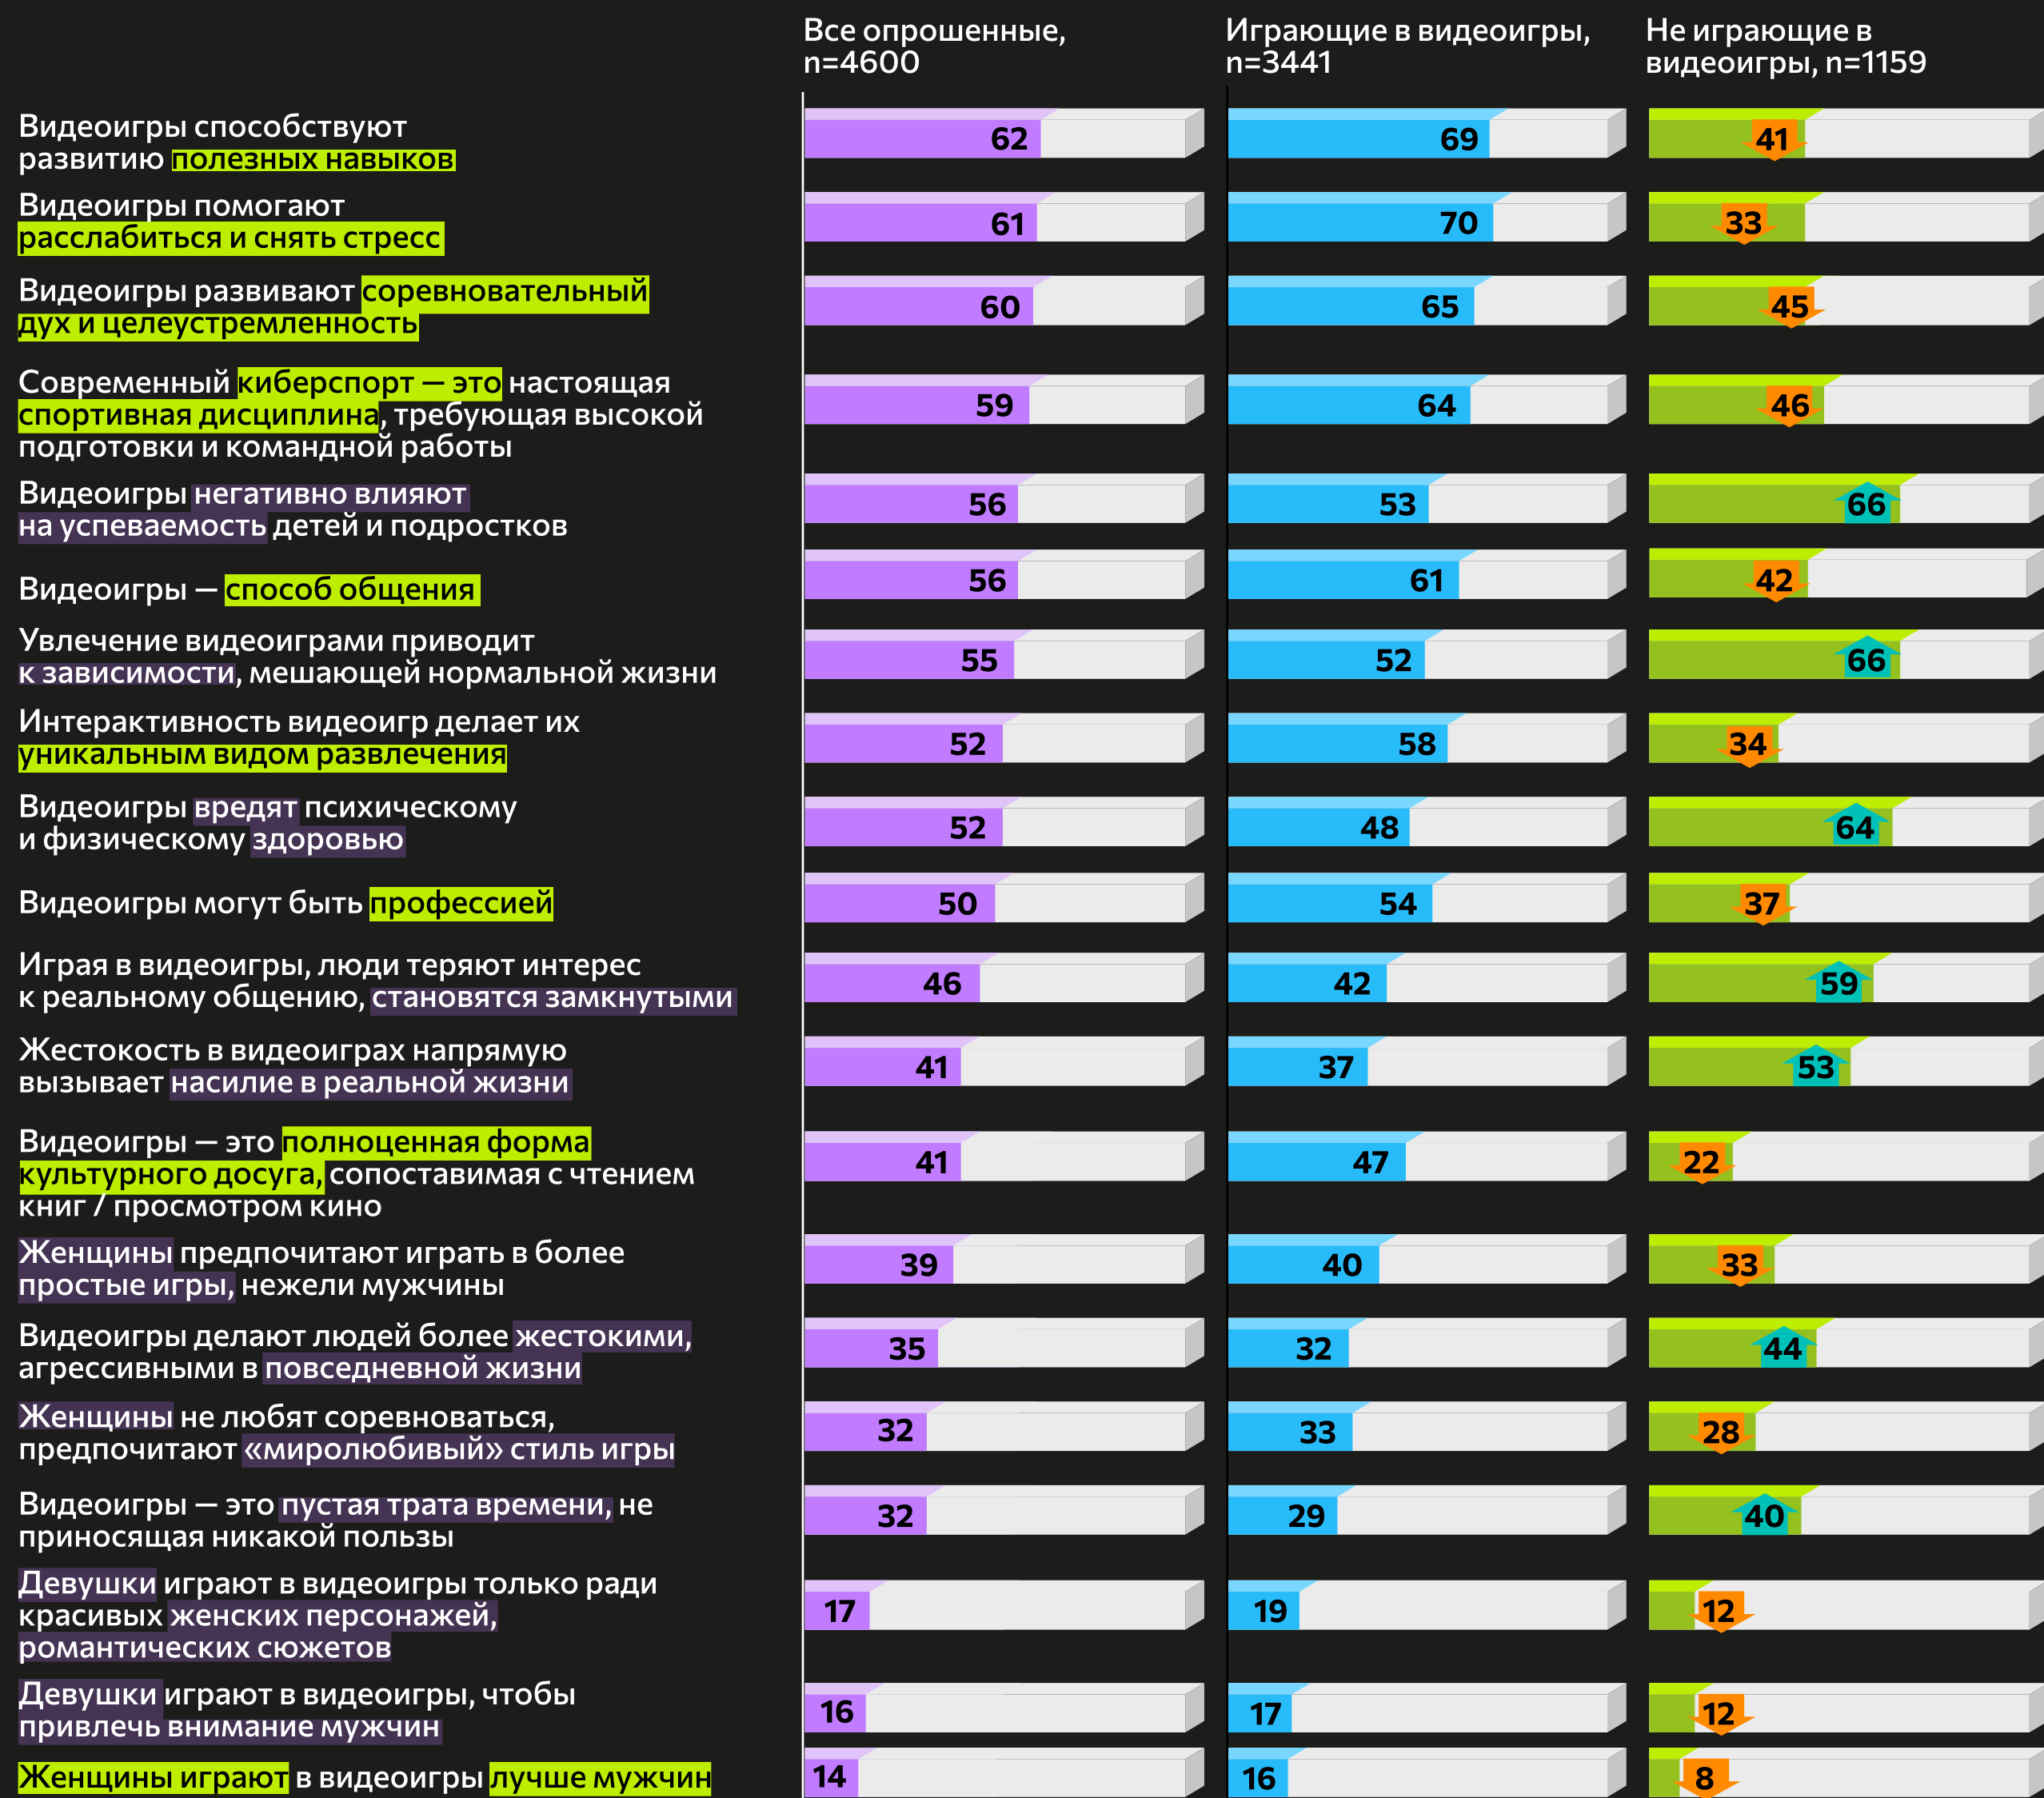 Все опрошенные,
n=4600
Играющие в видеоигры,
n=3441
Не играющие в
видеоигры, n=1159
Видеоигры способствуют
развитию полезных навыков
62
69
41
Видеоигры помогают
расслабиться и снять стресс
61
70
33
Видеоигры развивают соревновательный
дух и целеустремленность
60
65
45
Современный киберспорт — это настоящая
спортивная дисциплина, требующая высокой
подготовки и командной работы
59
64
46
Видеоигры негативно влияют
на успеваемость детей и подростков
56
53
66
Видеоигры — способ общения
56
61
42
Увлечение видеоиграми приводит
к зависимости, мешающей нормальной жизни
55
52
66
Интерактивность видеоигр делает их
уникальным видом развлечения
52
58
34
Видеоигры вредят психическому
и физическому здоровью
52
48
64
Видеоигры могут быть профессией
50
54
37
Играя в видеоигры, люди теряют интерес
к реальному общению, становятся замкнутыми
46
42
59
Жестокость в видеоиграх напрямую
вызывает насилие в реальной жизни
41
37
53
Видеоигры — это полноценная форма
культурного досуга, сопоставимая с чтением
книг / просмотром кино
41
47
22
Женщины предпочитают играть в более
простые игры, нежели мужчины
39
40
33
Видеоигры делают людей более жестокими,
агрессивными в повседневной жизни
35
32
44
Женщины не любят соревноваться,
предпочитают «миролюбивый» стиль игры
32
33
28
Видеоигры — это пустая трата времени, не
приносящая никакой пользы
32
29
40
Девушки играют в видеоигры только ради
красивых женских персонажей,
романтических сюжетов
17
19
12
Девушки играют в видеоигры, чтобы
привлечь внимание мужчин
16
17
12
Женщины играют в видеоигры лучше мужчин
14
16
8